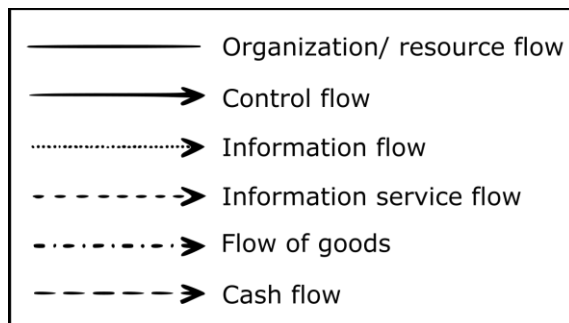 Organization/ resource flow
Control flow
Information flow
Information service flow
Flow of goods
Cash flow